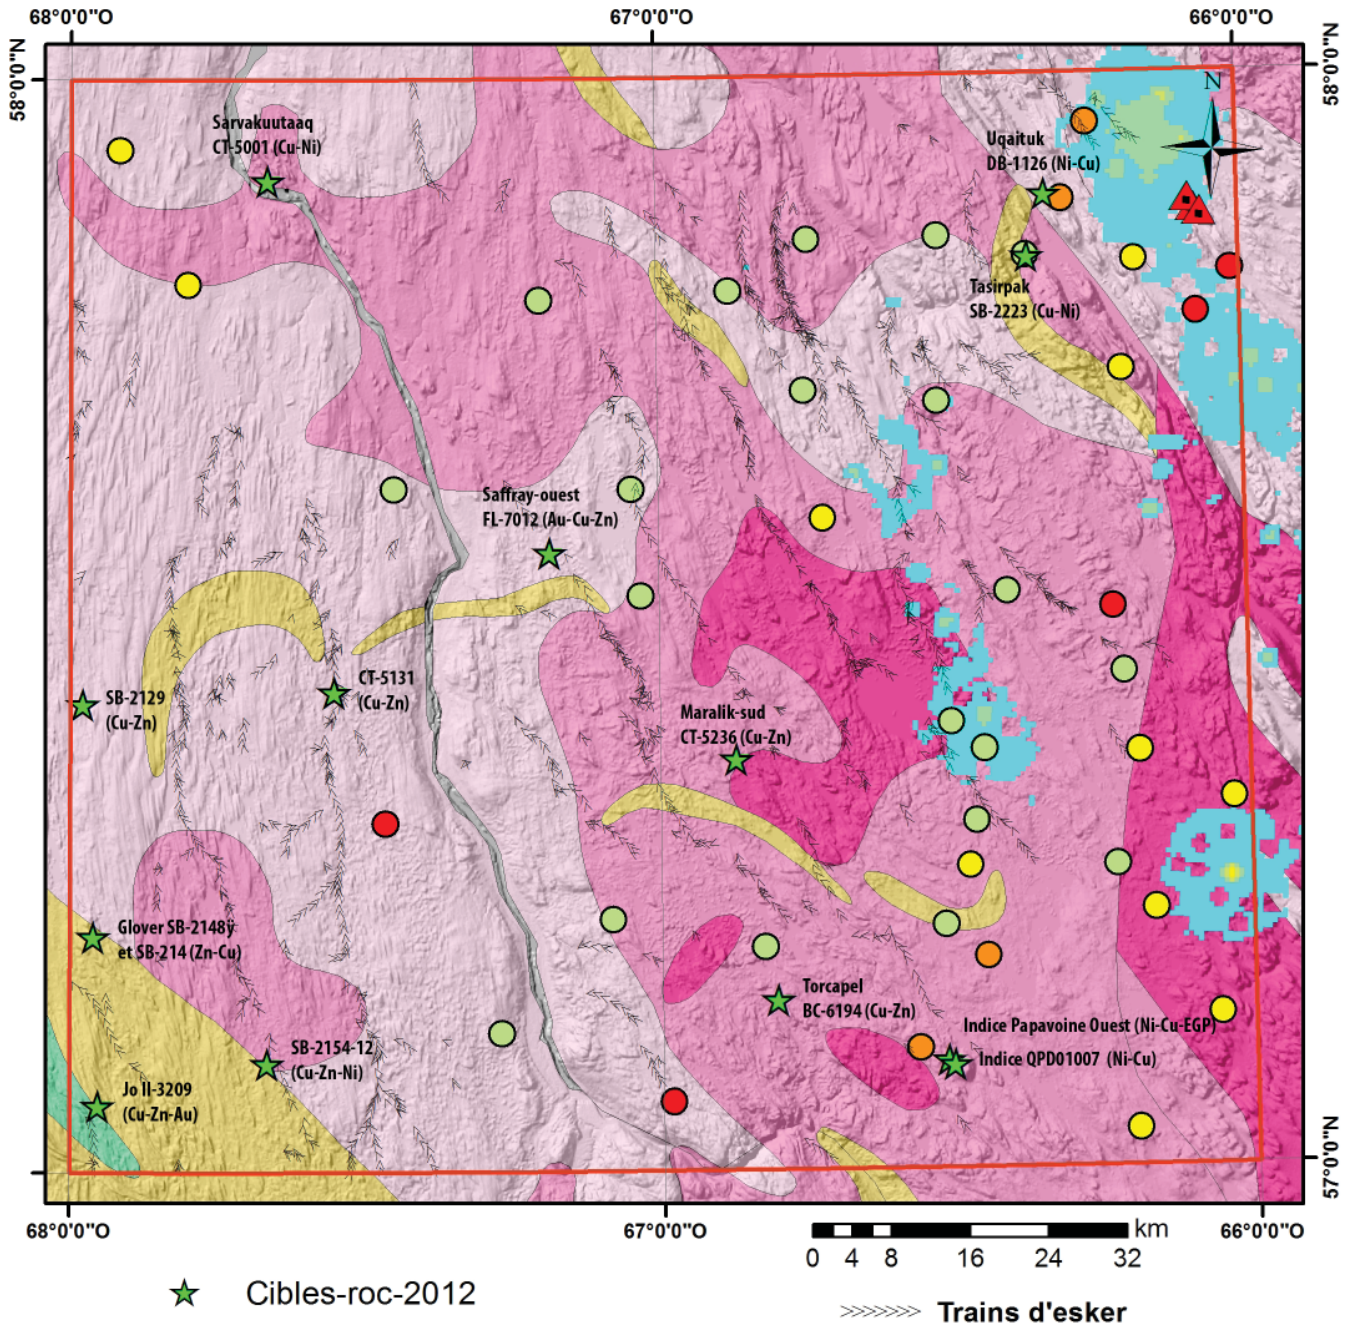 68°0'0"O
67°0'0"O
66°0'0"O
58°0'0"N
58°0'0"N
N
Sarvakuutaaq
CT-5001 (Cu-Ni)
Uqaituk
DB-1126 (Ni-Cu)
Tasirpak
SB-2223 (Cu-Ni)
Saffray-ouest
FL-7012 (Au-Cu-Zn)
CT-5131
(Cu-Zn)
SB-2129
(Cu-Zn)
Maralik-sud
CT-5236 (Cu-Zn)
Glover SB-2148ÿ
et SB-214 (Zn-Cu)
Torcapel
BC-6194 (Cu-Zn)
Indice Papavoine Ouest (Ni-Cu-EGP)
Indice QPD01007 (Ni-Cu)
SB-2154-12
(Cu-Zn-Ni)
Jo II-3209
(Cu-Zn-Au)
57°0'0"N
68°0'0"O
67°0'0"O
66°0'0"O
km
0 4 8 16 24 32
Cibles-roc-2012
Trains d'esker